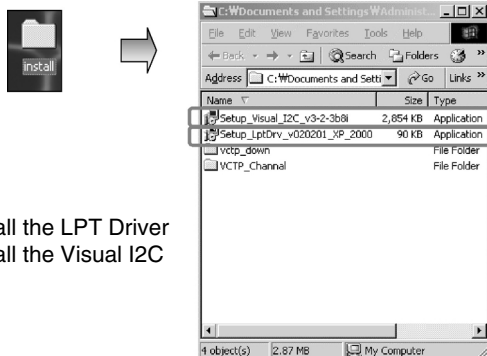 install
C:₩Documents and Settings₩Administ...
File Edit View Favorites Tools Help
Back Search Folders
Address C:₩Documents and Setti Go Links »
Name Size Type
Setup_Visual_I2C_v3-2-3b8i 2,854 KB Application
Setup_LptDrv_v020201_XP_2000 90 KB Application
vctp_down File Folder
VCTP_Channal File Folder
all the LPT Driver
all the Visual I2C
4 object(s) 2.87 MB My Computer